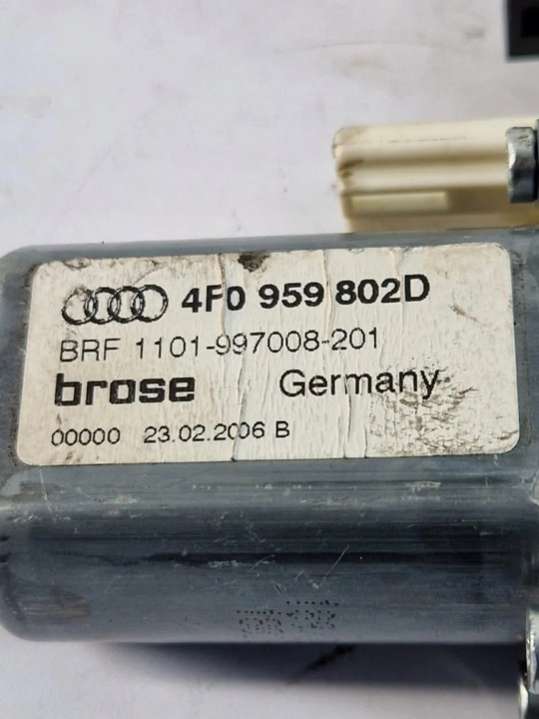 4F0 959 802D
BRF 1101-997008-201
brose Germany
00000 23.02.2006 B